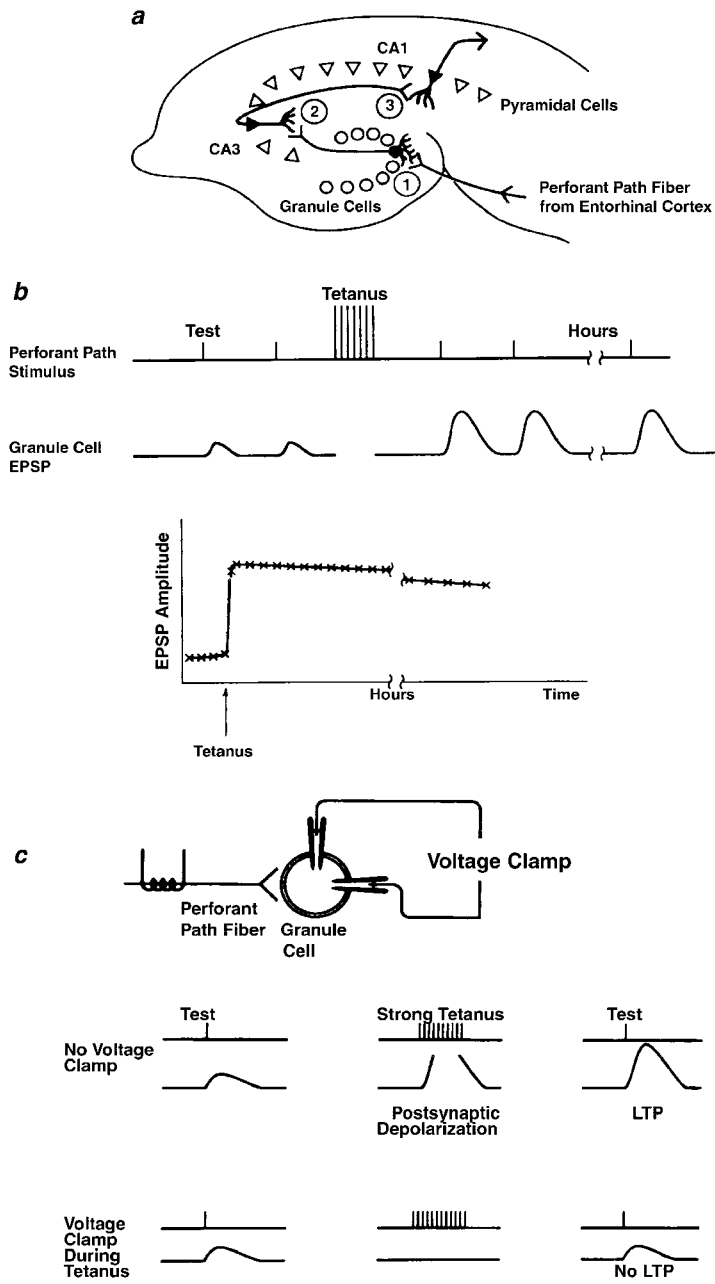 a
CA1
Pyramidal Cells
2
3
CA3
1
Granule Cells
Perforant Path Fiber
from Entorhinal Cortex
b
Tetanus
Test
Hours
Perforant Path
Stimulus
Granule Cell
EPSP
EPSP Amplitude
Hours
Time
Tetanus
c
Voltage Clamp
Perforant
Path Fiber
Granule
Cell
Test
Strong Tetanus
Test
No Voltage
Clamp
Postsynaptic
Depolarization
LTP
Voltage
Clamp
During
Tetanus
No LTP